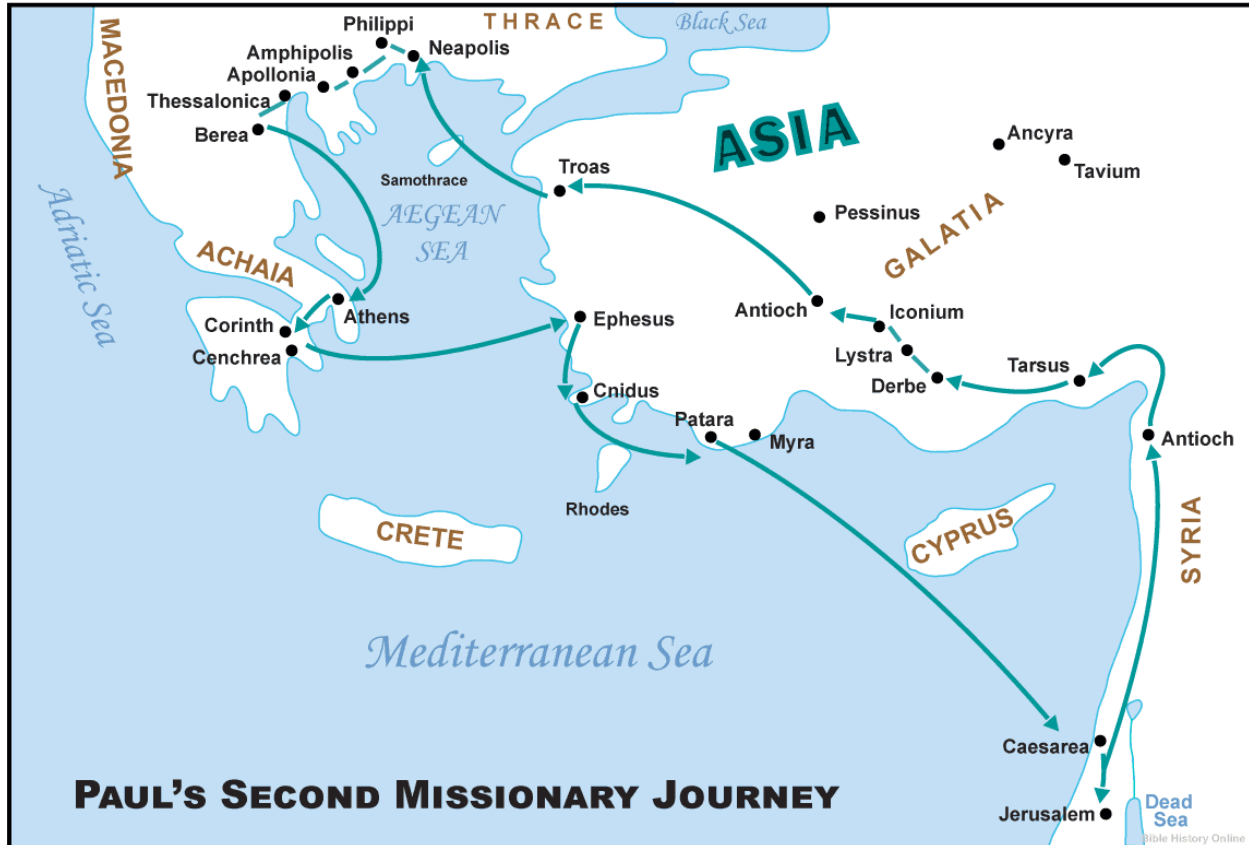 THRACE
Black Sea
Philippi
Neapolis
Amphipolis
Apollonia
Thessalonica
Berea
MACEDONIA
ASIA
Ancyra
Tavium
Troas
Samothrace
AEGEAN
SEA
Pessinus
GALATIA
Adriatic Sea
ACHAIA
Athens
Corinth
Cenchrea
Ephesus
Antioch
Iconium
Lystra
Derbe
Tarsus
Cnidus
Patara
Myra
Antioch
Rhodes
CRETE
CYPRUS
SYRIA
Mediterranean Sea
Caesarea
Jerusalem
Dead
Sea
PAUL'S SECOND MISSIONARY JOURNEY
Bible History Online